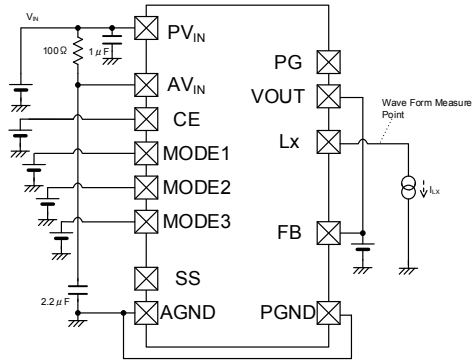 VIN
PVIN
100Ω
1μF
PG
AVIN
VOUT
CE
Wave Form Measure
Point
Lx
MODE1
MODE2
ILX
MODE3
FB
SS
2.2μF
AGND
PGND